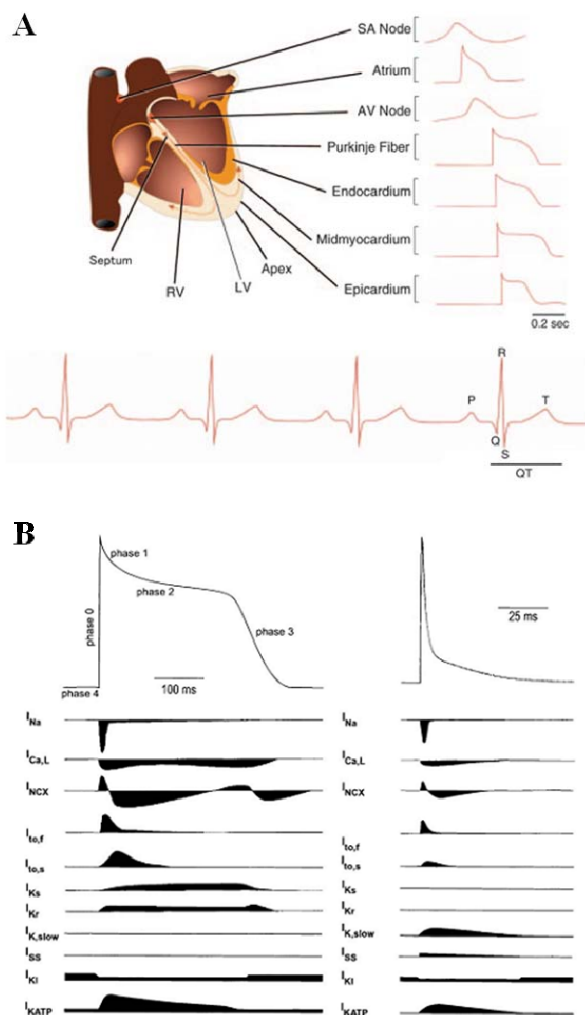 A
SA Node
Atrium
AV Node
Purkinje Fiber
Endocardium
Midmyocardium
Epicardium
Septum
RV
LV
Apex
0.2 sec
R
P
T
Q
S
QT
B
phase 0
phase 1
phase 2
phase 3
phase 4
100 ms
25 ms
INa
ICa,L
INCX
Ito,f
Ito,s
IKs
IKr
IK,slow
ISS
IKI
IKATP
INa
ICa,L
INCX
Ito,f
Ito,s
IKs
IKr
IK,slow
ISS
IKI
IKATP